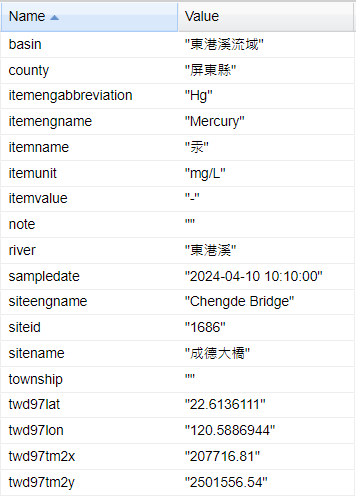 Name Value
basin "東港溪流域"
county "屏東縣"
itemengabbreviation "Hg"
itemengname "Mercury"
itemname "汞"
itemunit "mg/L"
itemvalue "-"
note ""
river "東港溪"
sampledate "2024-04-10 10:10:00"
siteengname "Chengde Bridge"
siteid "1686"
sitename "成德大橋"
township ""
twd97lat "22.6136111"
twd97lon "120.5886944"
twd97tm2x "207716.81"
twd97tm2y "2501556.54"